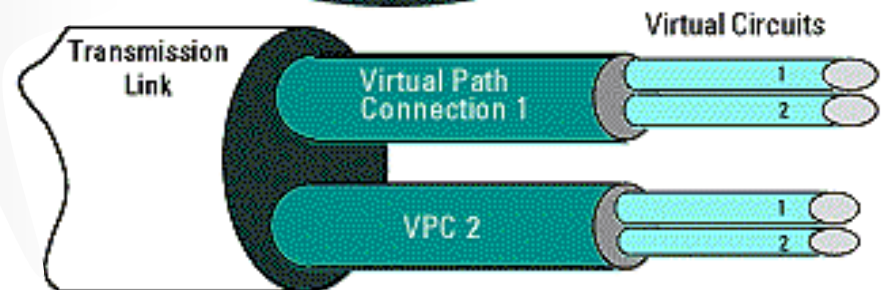 Virtual Circuits
Transmission
Link
Virtual Path
Connection 1
1
2
VPC 2
1
2